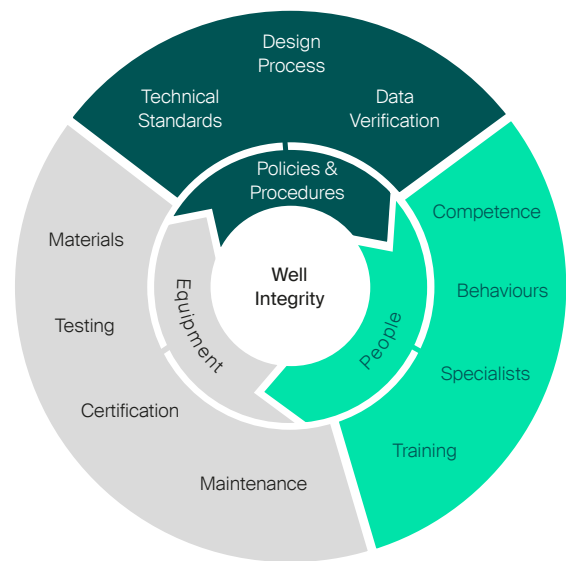 Design
Process
Technical
Standards
Data
Verification
Policies &
Procedures
Competence
Behaviours
Specialists
Training
People
Well
Integrity
Equipment
Materials
Testing
Certification
Maintenance